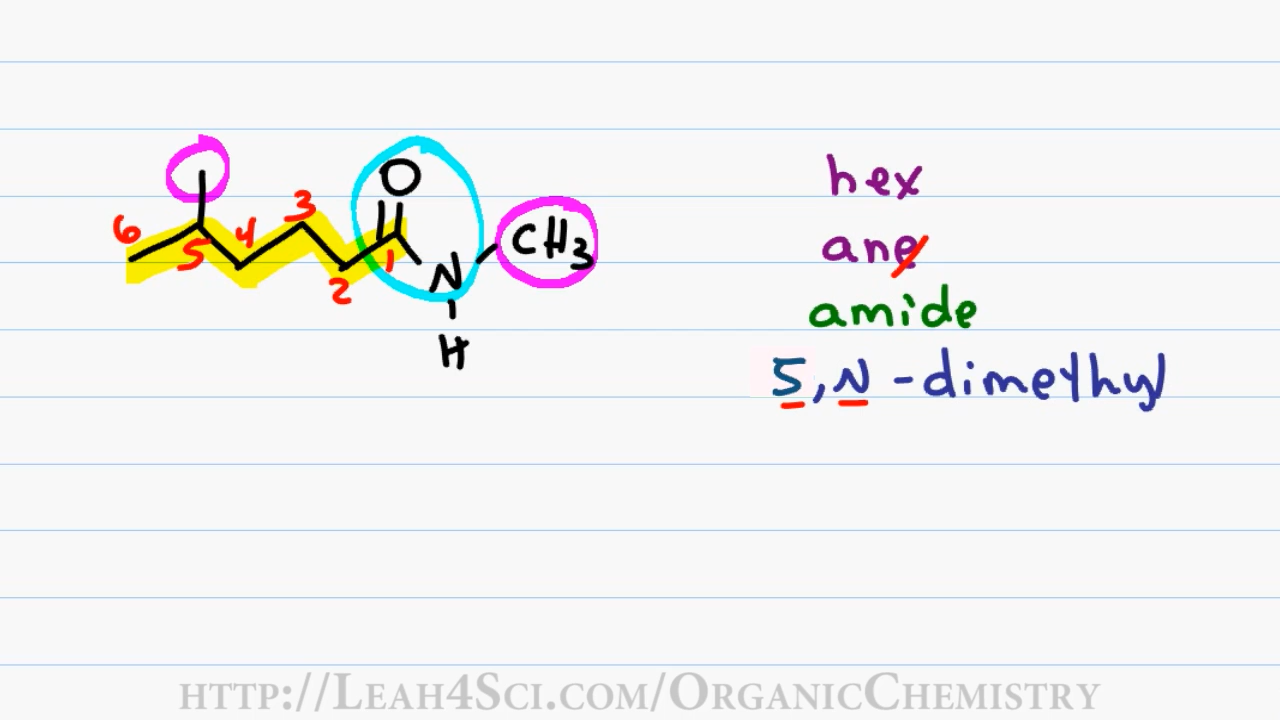 O
3
6
4
CH3
5
1
N
2
H
hex
ane
amide
5,N-dimethyl
http://Leah4Sci.com/OrganicChemistry